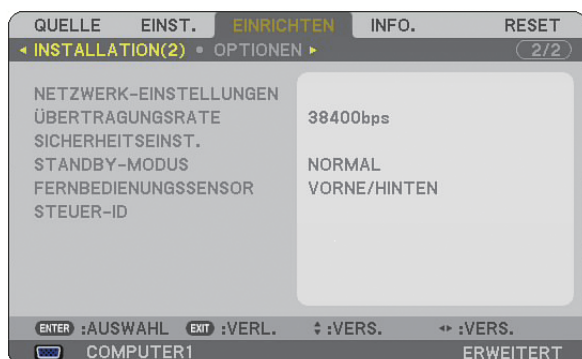 QUELLE EINST. EINRICHTEN INFO. RESET
INSTALLATION(2) • OPTIONEN 2/2
NETZWERK-EINSTELLUNGEN
ÜBERTRAGUNGSRATE 38400bps
SICHERHEITSEINST.
STANDBY-MODUS NORMAL
FERNBEDIENUNGSSENSOR VORNE/HINTEN
STEUER-ID
ENTER :AUSWAHL EXIT :VERL. :VERS. :VERS.
COMPUTER1 ERWEITERT